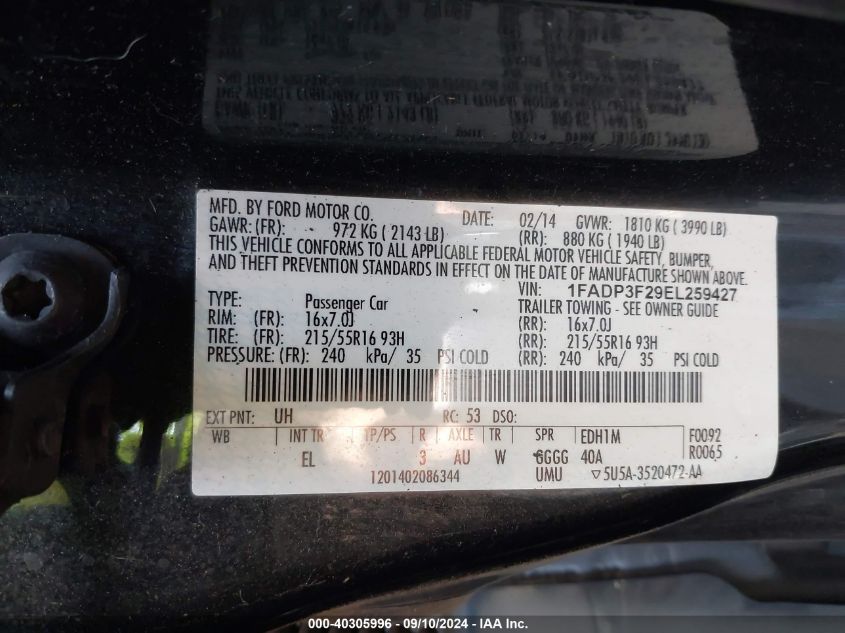 MFD. BY FORD MOTOR CO. DATE: 02/14 GVWR: 1810 KG ( 3990 LB)
GAWR: (FR) 972 KG ( 2143 LB) (RR): 880 KG ( 1940 LB)
THIS VEHICLE CONFORMS TO ALL APPLICABLE FEDERAL MOTOR VEHICLE SAFETY, BUMPER,
AND THEFT PREVENTION STANDARDS IN EFFECT ON THE DATE OF MANUFACTURE SHOWN ABOVE.
VIN: 1FADP3F29EL259427
TYPE: Passenger Car TRAILER TOWING - SEE OWNER GUIDE
RIM: (FR): 16x7.0J (RR): 16x7.0J
TIRE: (FR): 215/55R16 93H (RR): 215/55R16 93H
PRESSURE: (FR): 240 kPa/ 35 PSI COLD (RR): 240 kPa/ 35 PSI COLD
EXT PNT: UH RC: 53 DSO:
WB INT TR TP/PS R AXLE TR SPR EDH1M F0092
EL 3 AU W 6GGG 40A R0065
1201402086344 UMU ▽5U5A-3520472-AA
000-40305996 - 09/10/2024 - IAA Inc.